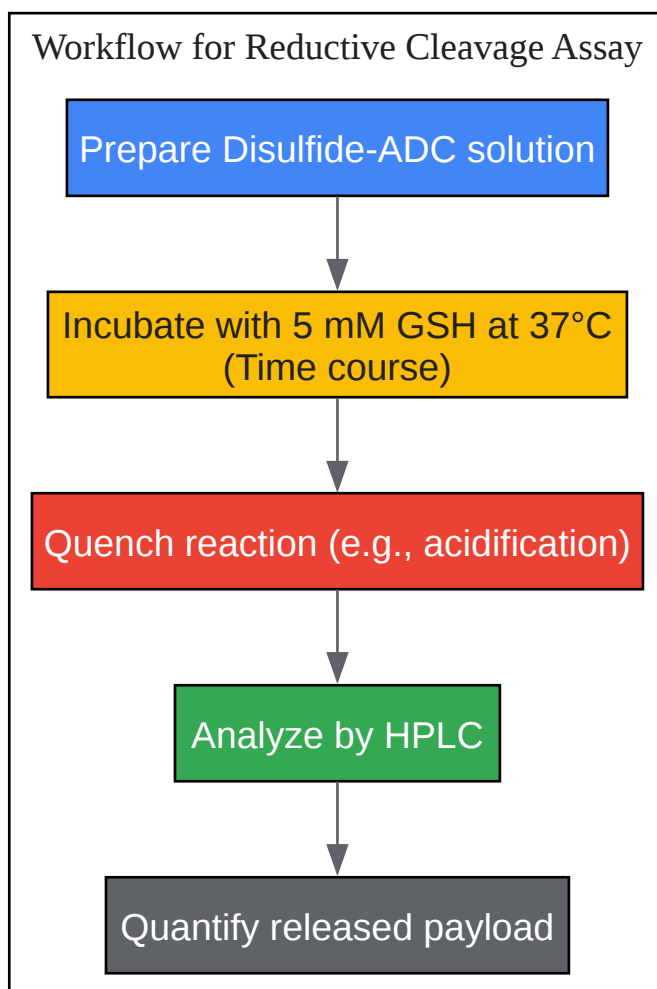 Workflow for Reductive Cleavage Assay
Prepare Disulfide-ADC solution
Incubate with 5 mM GSH at 37°C
(Time course)
Quench reaction (e.g., acidification)
Analyze by HPLC
Quantify released payload